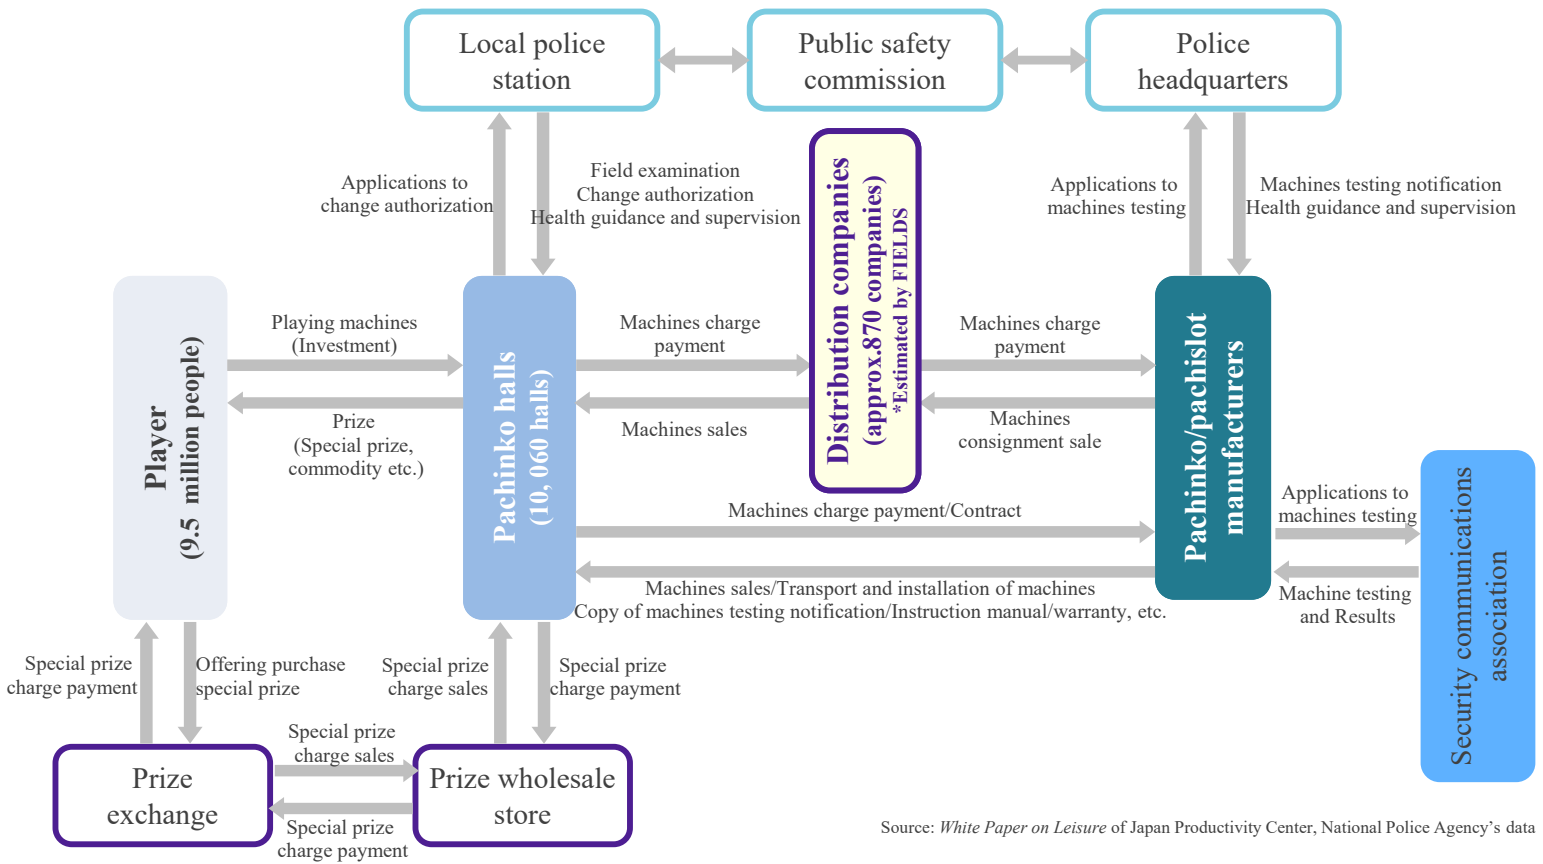 Local police
station
Public safety
commission
Police
headquarters
Applications to
change authorization
Field examination
Change authorization
Health guidance and supervision
Distribution companies
(approx.870 companies)
*Estimated by FIELDS
Applications to
machines testing
Machines testing notification
Health guidance and supervision
Player
(9.5 million people)
Playing machines
(Investment)
Prize
(Special prize,
commodity etc.)
Pachinko halls
(10, 060 halls)
Machines charge
payment
Machines sales
Machines charge
payment
Machines
consignment sale
Pachinko/pachislot
manufacturers
Machines charge payment/Contract
Machines sales/Transport and installation of machines
Copy of machines testing notification/Instruction manual/warranty, etc.
Applications to
machines testing
Machine testing
and Results
Security communications
association
Special prize
charge payment
Offering purchase
special prize
Special prize
charge sales
Special prize
charge payment
Prize
exchange
Special prize
charge sales
Special prize
charge payment
Prize wholesale
store
Source: White Paper on Leisure of Japan Productivity Center, National Police Agency’s data